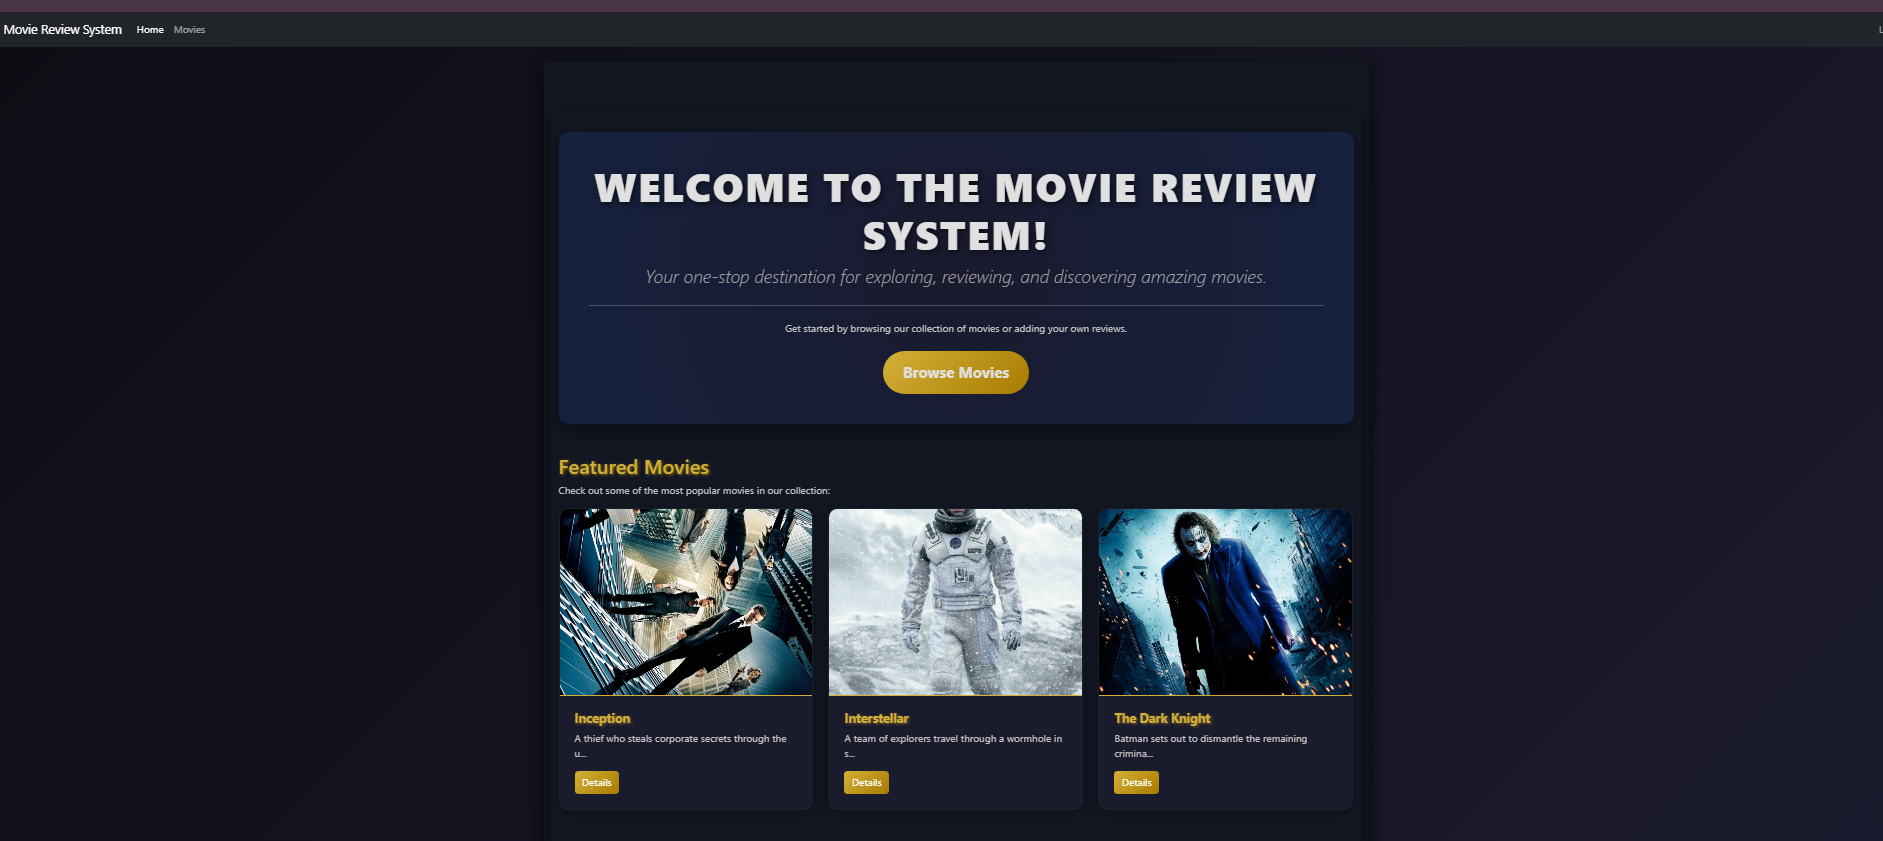 Movie Review System Home Movies
WELCOME TO THE MOVIE REVIEW
SYSTEM!
Your one-stop destination for exploring, reviewing, and discovering amazing movies.
Get started by browsing our collection of movies or adding your own reviews.
Browse Movies
Featured Movies
Check out some of the most popular movies in our collection:
Inception
A thief who steals corporate secrets through the
u...
Details
Interstellar
A team of explorers travel through a wormhole in
s...
Details
The Dark Knight
Batman sets out to dismantle the remaining
crimina...
Details